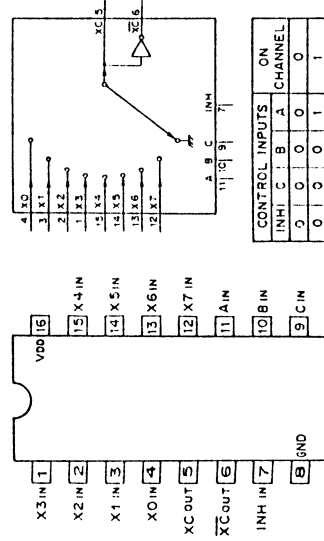 X3 IN 1
X2 IN 2
X1 IN 3
X0 IN 4
XC OUT 5
X̅C̅ OUT 6
INH IN 7
8 GND
VDD 16
15 X4 IN
14 X5 IN
13 X6 IN
12 X7 IN
11 A IN
10 B IN
9 C IN
4 X0
3 X1
2 X2
1 X3
15 X4
14 X5
13 X6
12 X7
XC 5
X̅C̅ 6
A B C INH
11 10 9 7
CONTROL INPUTS ON CHANNEL
INH C B A
0 0 0 0 0
0 0 0 1 1